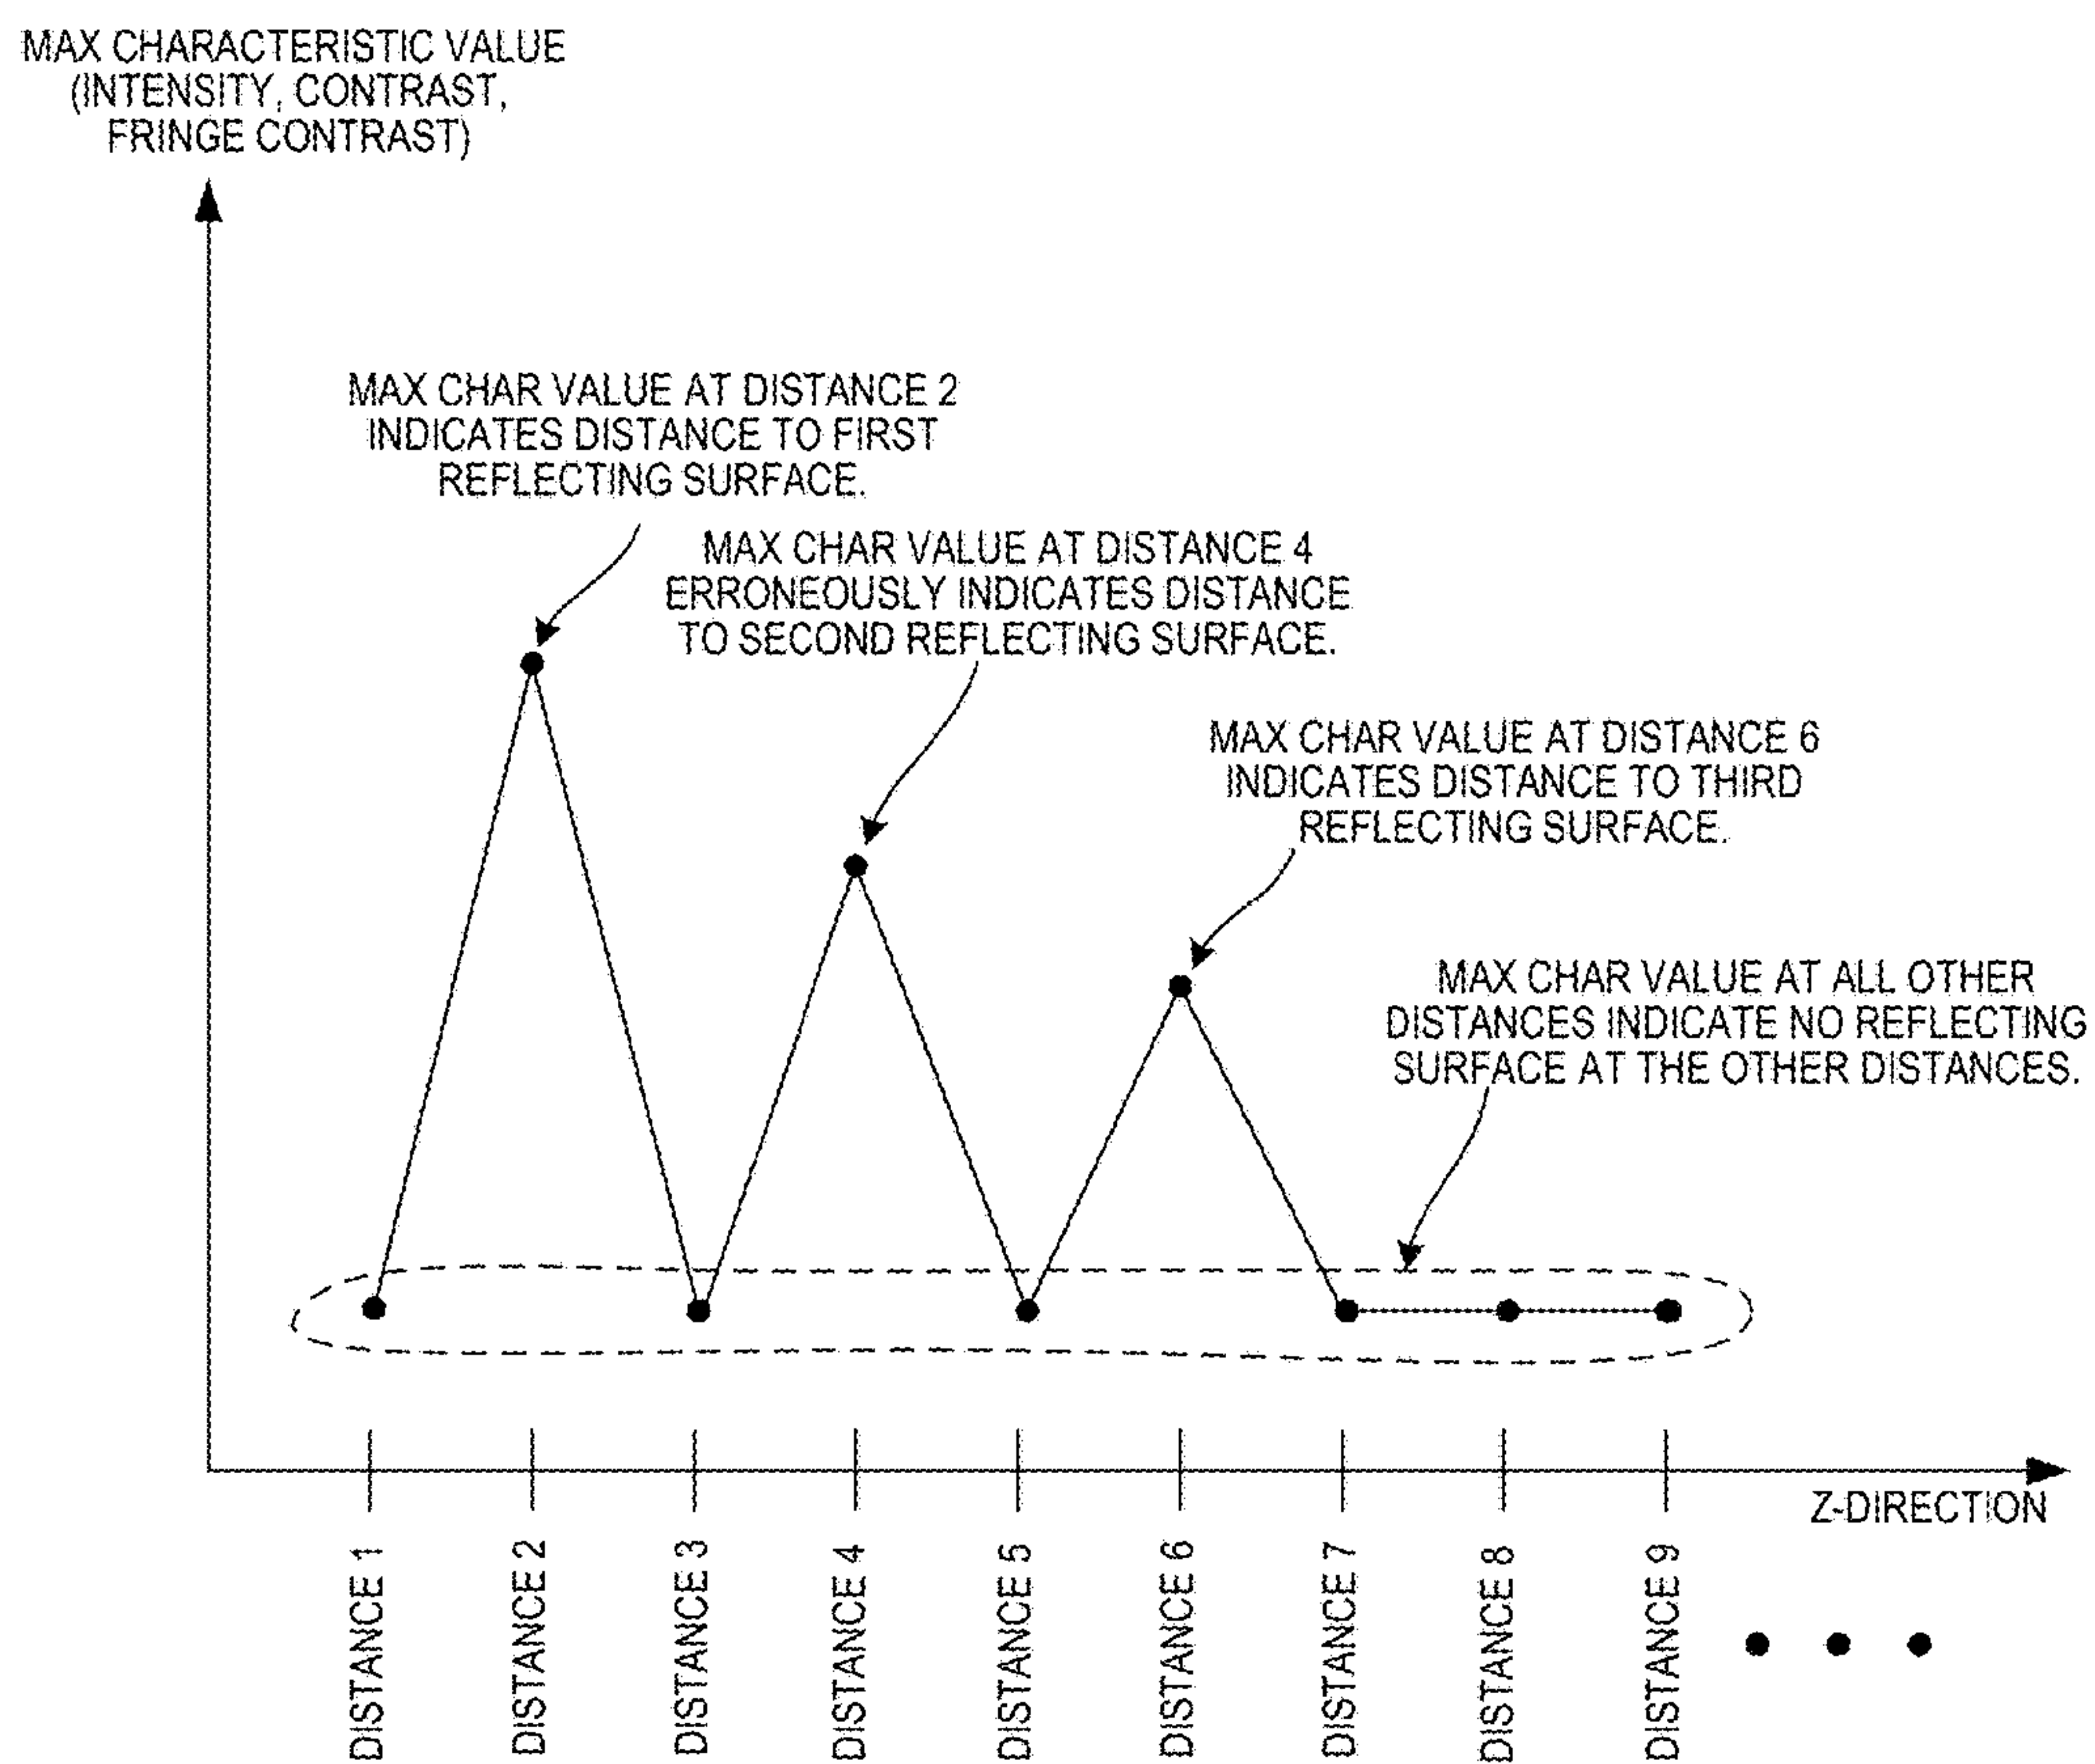 MAX CHARACTERISTIC VALUE
(INTENSITY, CONTRAST,
FRINGE CONTRAST)
MAX CHAR VALUE AT DISTANCE 2
INDICATES DISTANCE TO FIRST
REFLECTING SURFACE.
MAX CHAR VALUE AT DISTANCE 4
ERRONEOUSLY INDICATES DISTANCE
TO SECOND REFLECTING SURFACE.
MAX CHAR VALUE AT DISTANCE 6
INDICATES DISTANCE TO THIRD
REFLECTING SURFACE.
MAX CHAR VALUE AT ALL OTHER
DISTANCES INDICATE NO REFLECTING
SURFACE AT THE OTHER DISTANCES.
Z-DIRECTION
DISTANCE 1
DISTANCE 2
DISTANCE 3
DISTANCE 4
DISTANCE 5
DISTANCE 6
DISTANCE 7
DISTANCE 8
DISTANCE 9